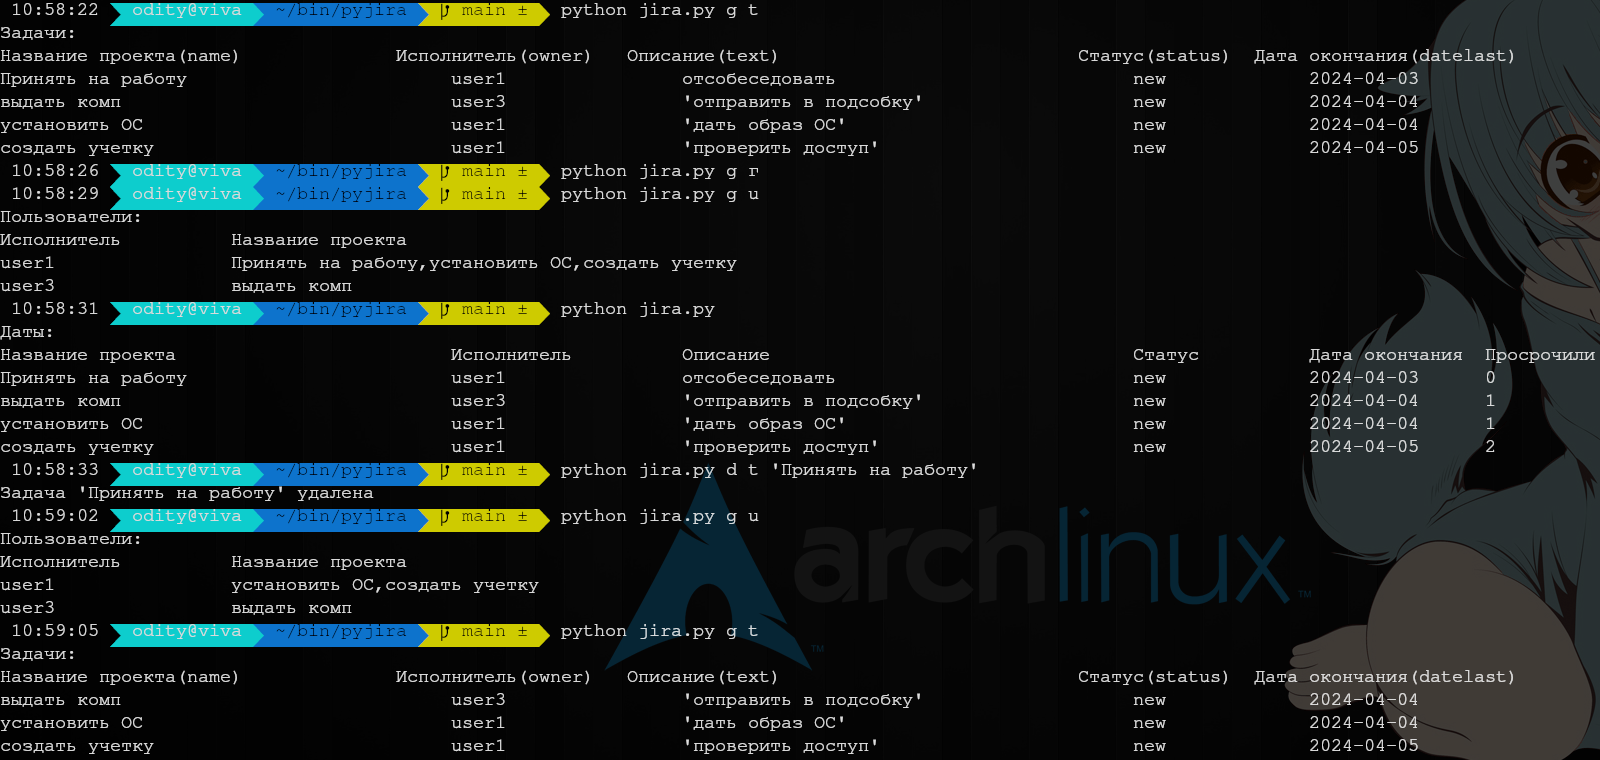 10:58:22 odity@viva ~/bin/pyjira main ± python jira.py g t
Задачи:
Название проекта(name) Исполнитель(owner) Описание(text) Статус(status) Дата окончания(datelast)
Принять на работу user1 отсобеседовать new 2024-04-03
выдать комп user3 'отправить в подсобку' new 2024-04-04
установить ОС user1 'дать образ ОС' new 2024-04-04
создать учетку user1 'проверить доступ' new 2024-04-05
10:58:26 odity@viva ~/bin/pyjira main ± python jira.py g г
10:58:29 odity@viva ~/bin/pyjira main ± python jira.py g u
Пользователи:
Исполнитель Название проекта
user1 Принять на работу,установить ОС,создать учетку
user3 выдать комп
10:58:31 odity@viva ~/bin/pyjira main ± python jira.py
Даты:
Название проекта Исполнитель Описание Статус Дата окончания Просрочили
Принять на работу user1 отсобеседовать new 2024-04-03 0
выдать комп user3 'отправить в подсобку' new 2024-04-04 1
установить ОС user1 'дать образ ОС' new 2024-04-04 1
создать учетку user1 'проверить доступ' new 2024-04-05 2
10:58:33 odity@viva ~/bin/pyjira main ± python jira.py d t 'Принять на работу'
Задача 'Принять на работу' удалена
10:59:02 odity@viva ~/bin/pyjira main ± python jira.py g u
Пользователи:
Исполнитель Название проекта
user1 установить ОС,создать учетку
user3 выдать комп
archlinux™
10:59:05 odity@viva ~/bin/pyjira main ± python jira.py g t
™
Задачи:
Название проекта(name) Исполнитель(owner) Описание(text) Статус(status) Дата окончания(datelast)
выдать комп user3 'отправить в подсобку' new 2024-04-04
установить ОС user1 'дать образ ОС' new 2024-04-04
создать учетку user1 'проверить доступ' new 2024-04-05